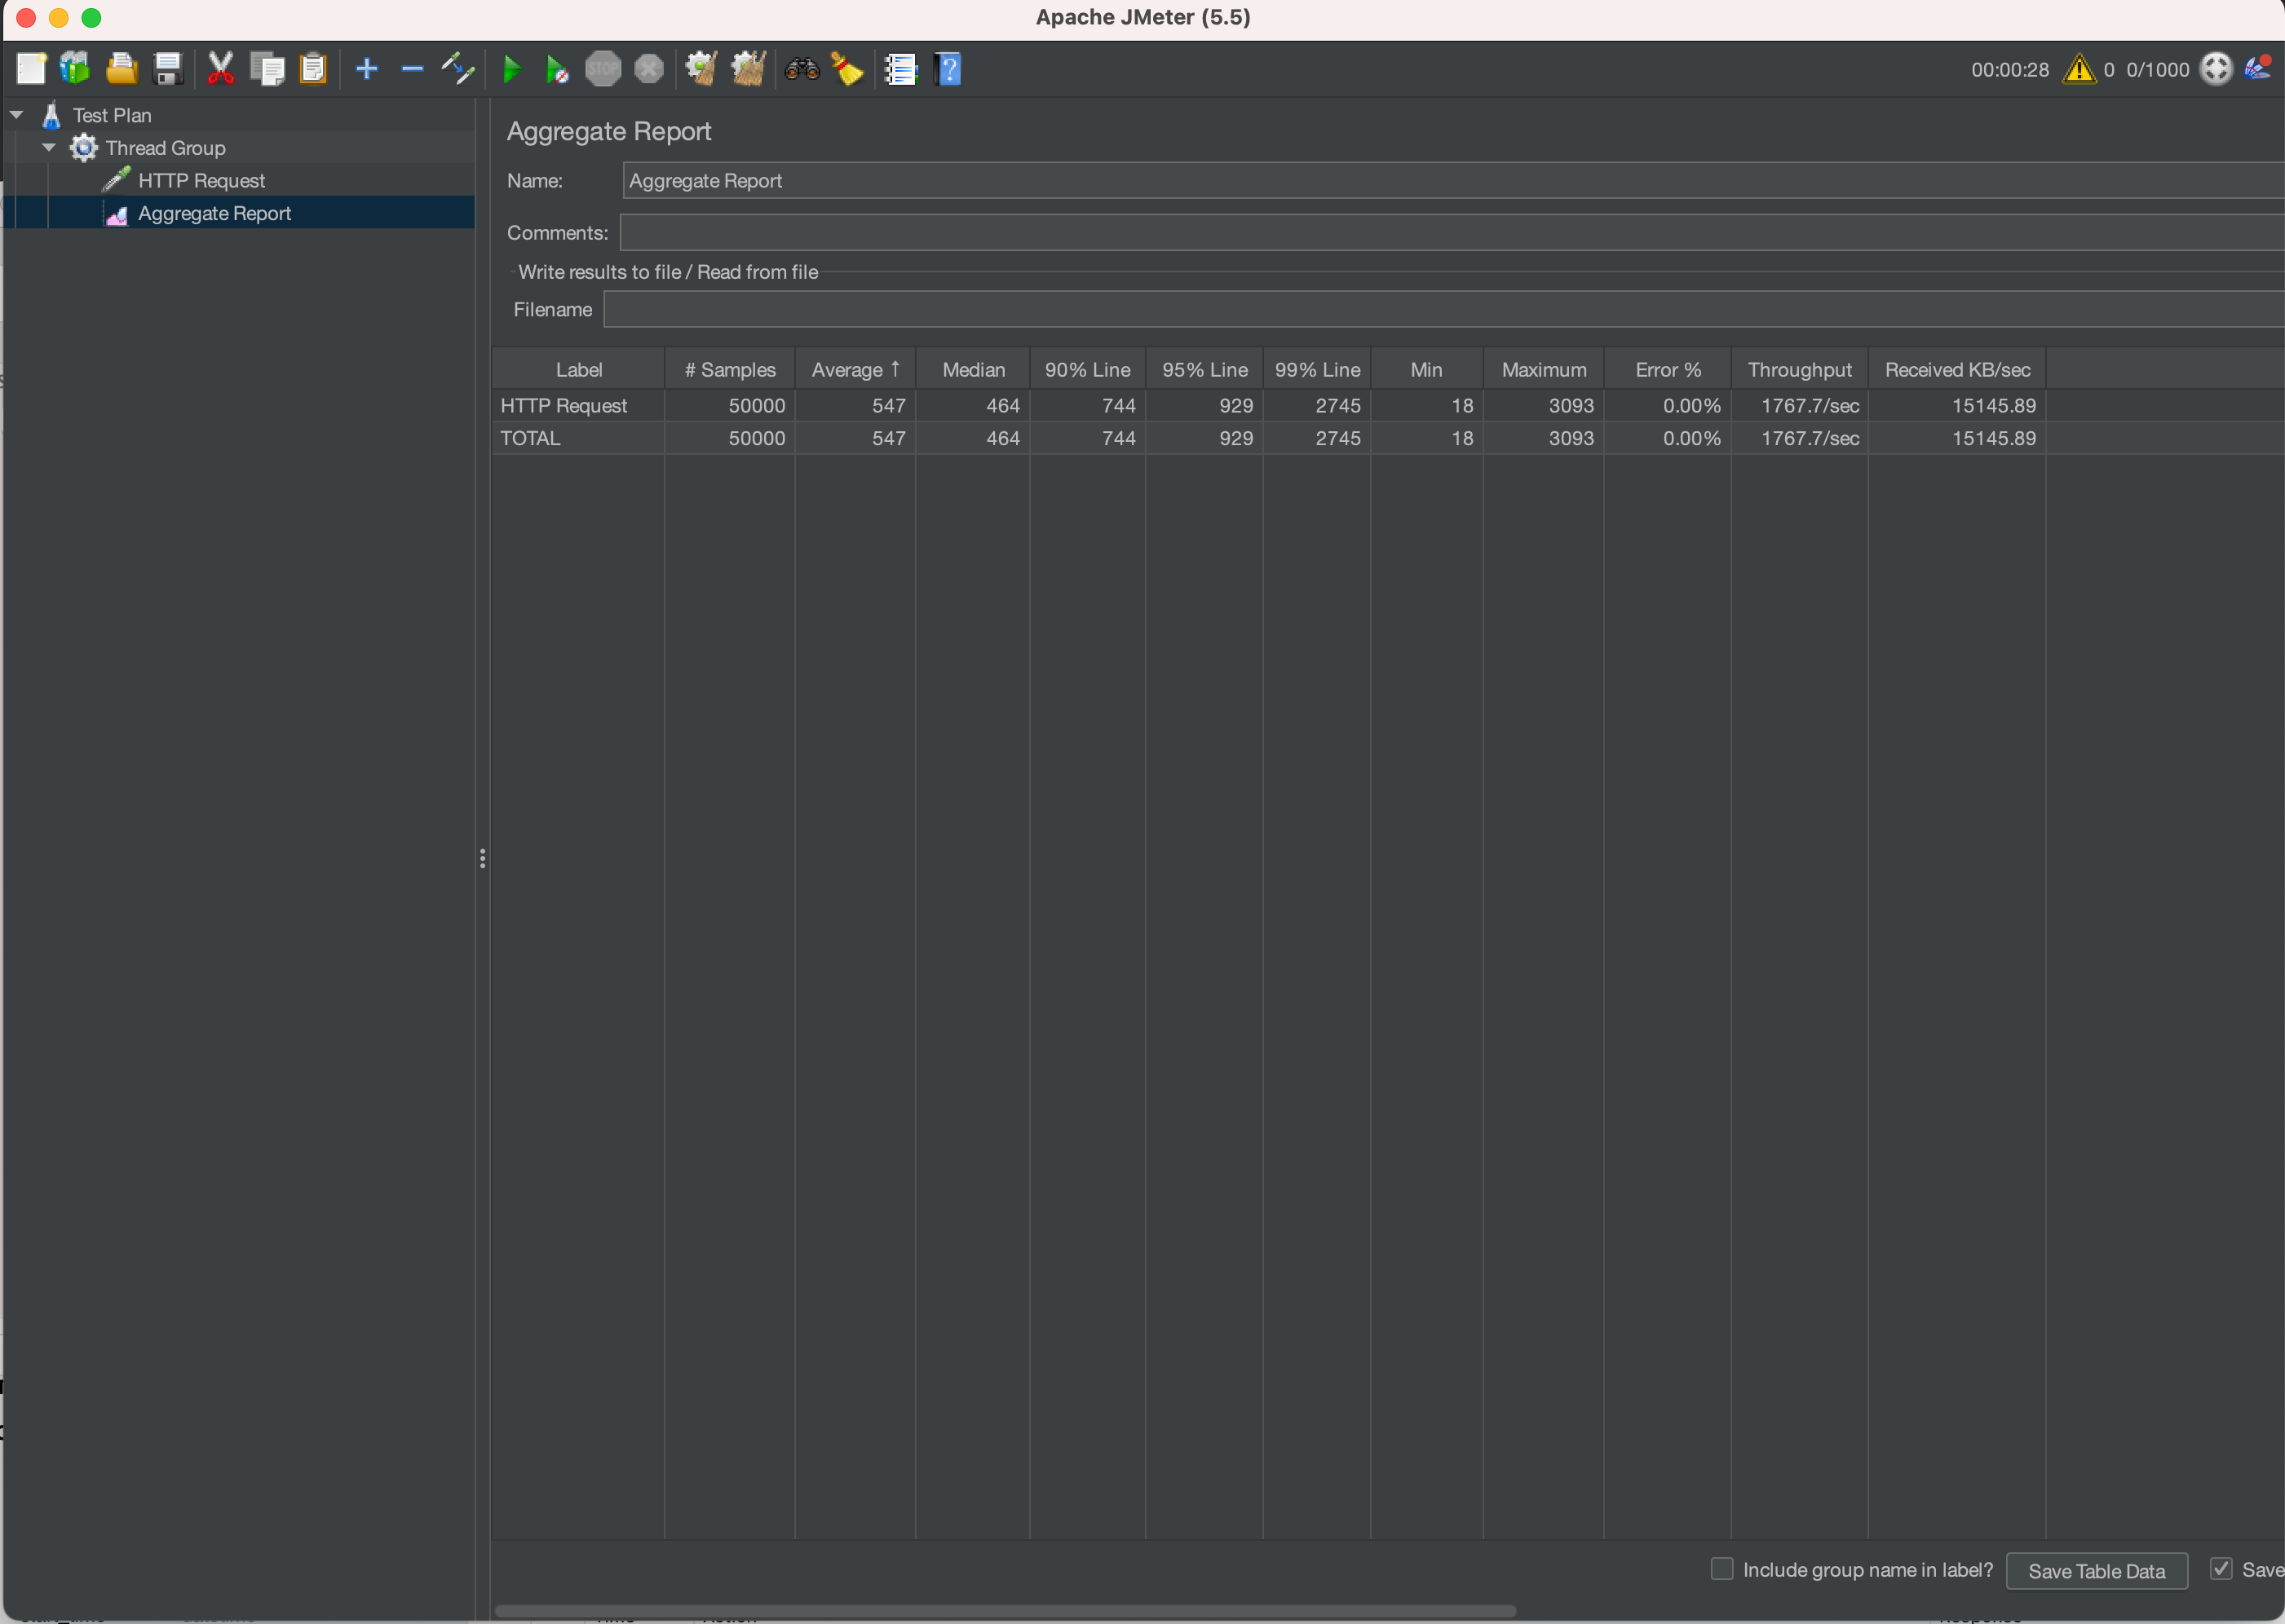 Apache JMeter (5.5)
STOP
?
00:00:28 0 0/1000
Test Plan
Thread Group
HTTP Request
Aggregate Report
Aggregate Report
Name: Aggregate Report
Comments:
Write results to file / Read from file
Filename
Label # Samples Average ↑ Median 90% Line 95% Line 99% Line Min Maximum Error % Throughput Received KB/sec
HTTP Request 50000 547 464 744 929 2745 18 3093 0.00% 1767.7/sec 15145.89
TOTAL 50000 547 464 744 929 2745 18 3093 0.00% 1767.7/sec 15145.89
Include group name in label? Save Table Data Save